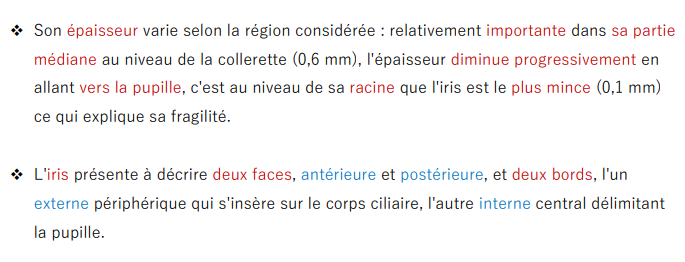 ❖ Son épaisseur varie selon la région considérée : relativement importante dans sa partie
médiane au niveau de la collerette (0,6 mm), l'épaisseur diminue progressivement en
allant vers la pupille, c'est au niveau de sa racine que l'iris est le plus mince (0,1 mm)
ce qui explique sa fragilité.
❖ L'iris présente à décrire deux faces, antérieure et postérieure, et deux bords, l'un
externe périphérique qui s'insère sur le corps ciliaire, l'autre interne central délimitant
la pupille.